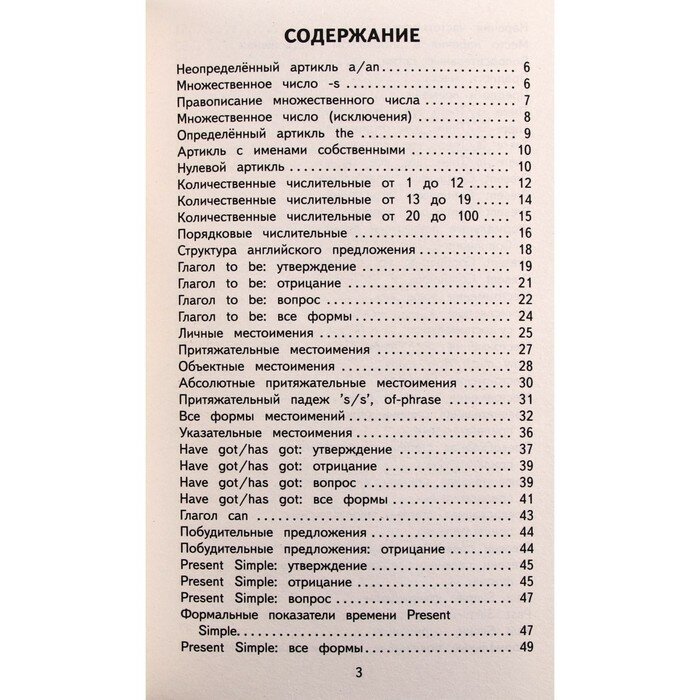 СОДЕРЖАНИЕ
Неопределённый артикль a/an ........ 6
Множественное число -s ........ 6
Правописание множественного числа ........ 7
Множественное число (исключения) ........ 8
Определённый артикль the ........ 9
Артикль с именами собственными ........ 10
Нулевой артикль ........ 10
Количественные числительные от 1 до 12 ........ 12
Количественные числительные от 13 до 19 ........ 14
Количественные числительные от 20 до 100 ........ 15
Порядковые числительные ........ 16
Структура английского предложения ........ 18
Глагол to be: утверждение ........ 19
Глагол to be: отрицание ........ 21
Глагол to be: вопрос ........ 22
Глагол to be: все формы ........ 24
Личные местоимения ........ 25
Притяжательные местоимения ........ 27
Объектные местоимения ........ 28
Абсолютные притяжательные местоимения ........ 30
Притяжательный падеж 's/s', of-phrase ........ 31
Все формы местоимений ........ 32
Указательные местоимения ........ 36
Have got/has got: утверждение ........ 37
Have got/has got: отрицание ........ 39
Have got/has got: вопрос ........ 39
Have got/has got: все формы ........ 41
Глагол can ........ 43
Побудительные предложения ........ 44
Побудительные предложения: отрицание ........ 44
Present Simple: утверждение ........ 45
Present Simple: отрицание ........ 45
Present Simple: вопрос ........ 47
Формальные показатели времени Present
Simple ........ 47
Present Simple: все формы ........ 49
3